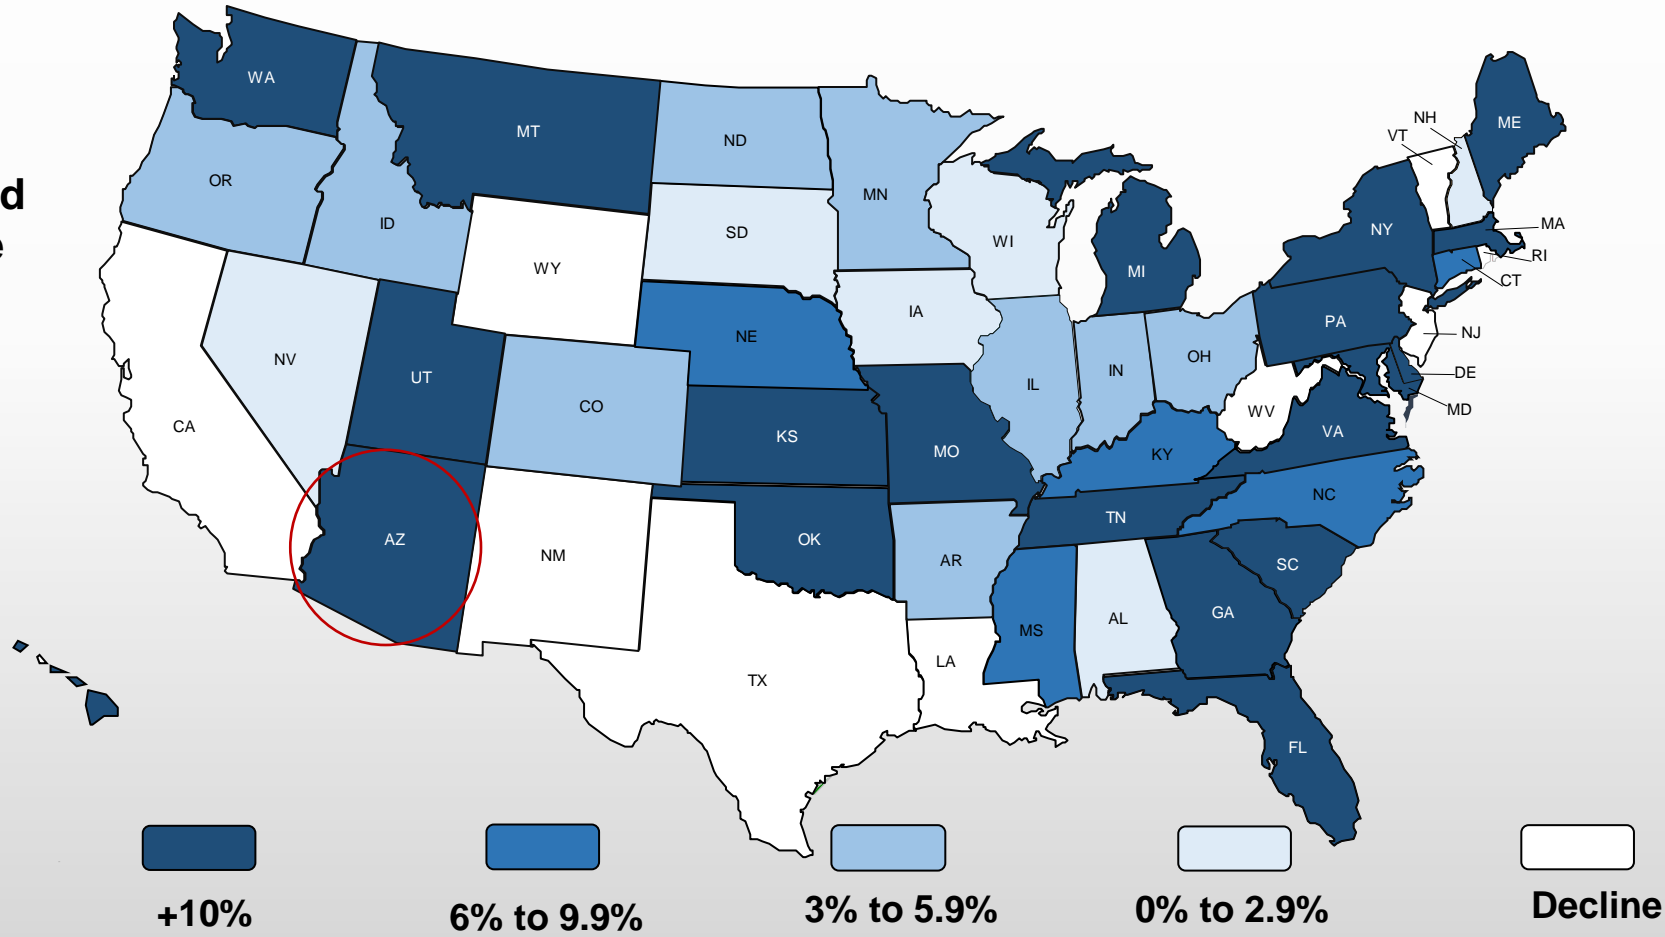 d
e
WA
MT
ND
MN
OR
ID
SD
WI
WY
MI
NH
VT
ME
NY
MA
RI
CT
IA
NE
NV
UT
CO
IL
IN
OH
PA
NJ
DE
MD
WV
VA
CA
KS
MO
KY
NC
TN
AZ
NM
OK
AR
SC
MS
AL
GA
LA
TX
FL
+10%
6% to 9.9%
3% to 5.9%
0% to 2.9%
Decline